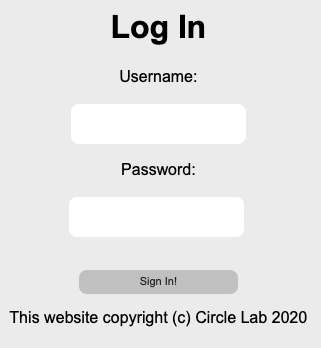 Log In
Username:
Password:
Sign In!
This website copyright (c) Circle Lab 2020